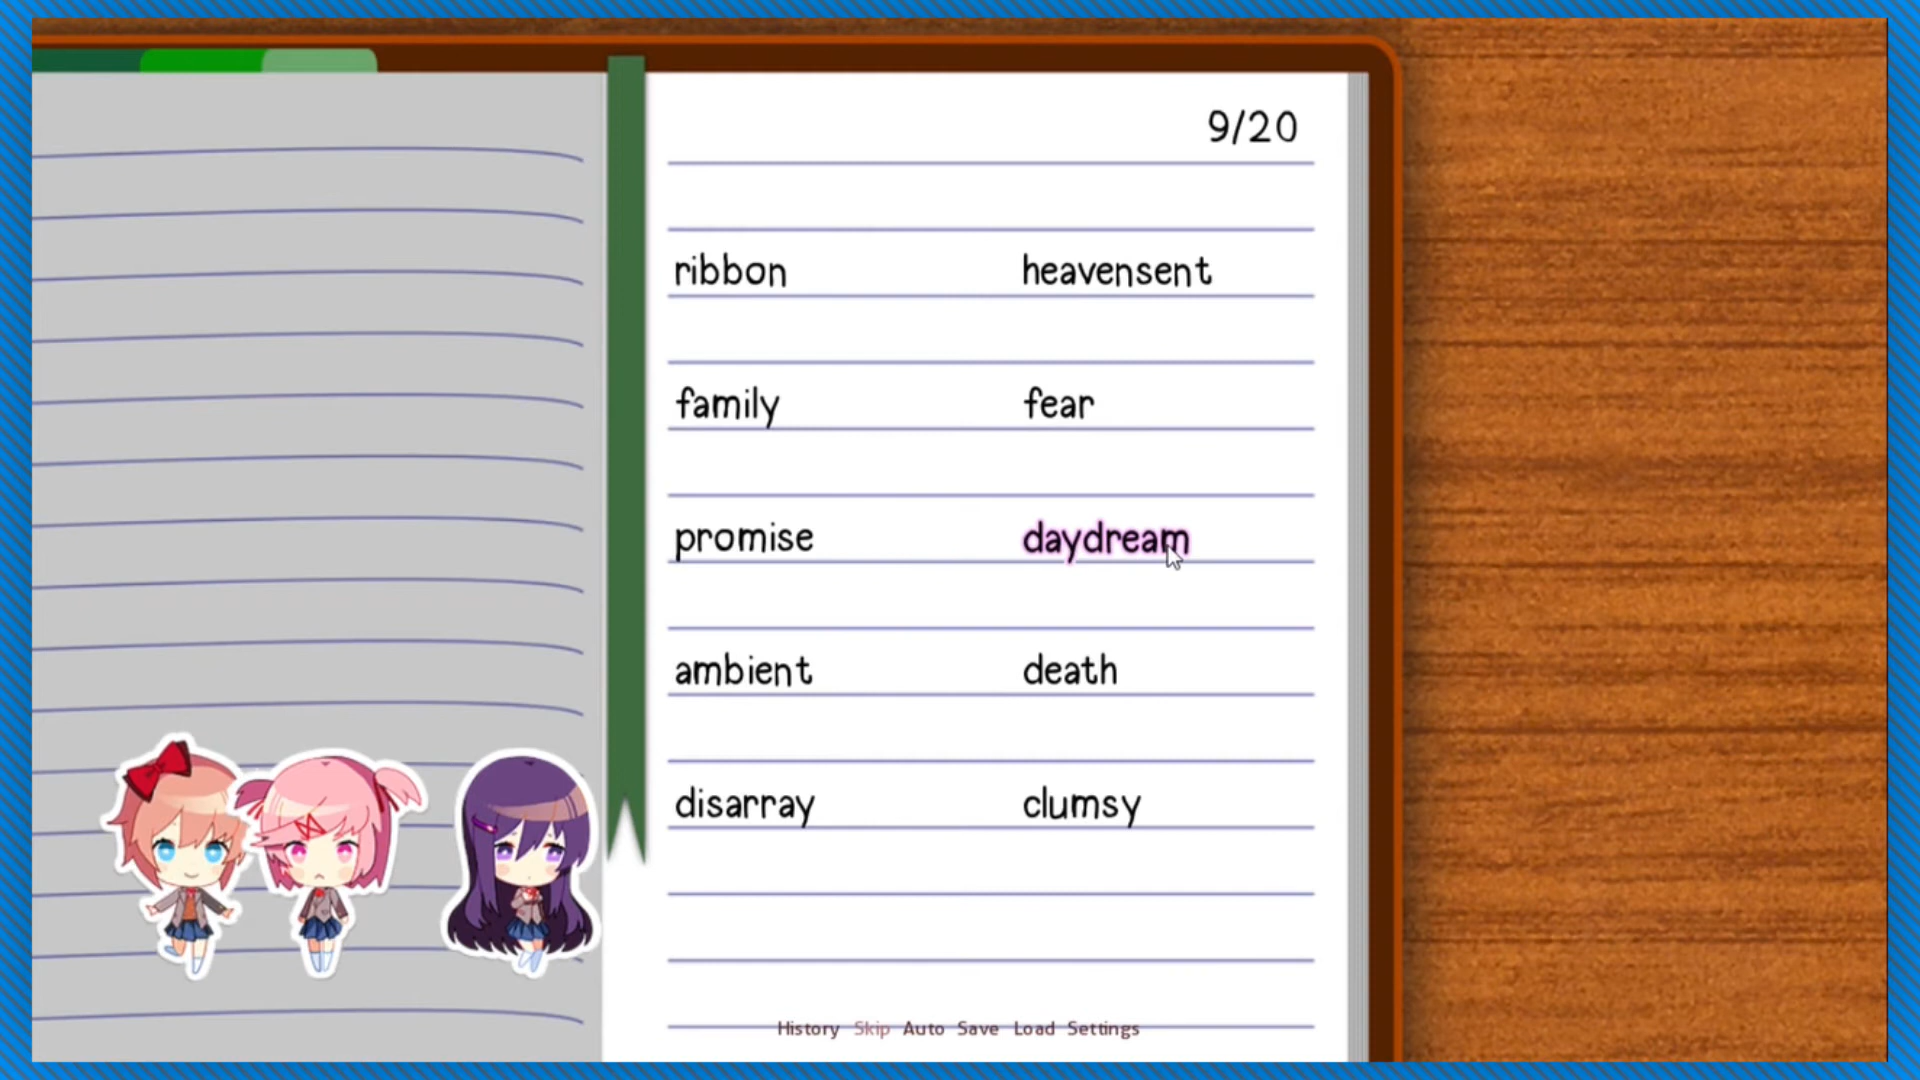 9/20
ribbon heavensent
family fear
promise daydream
ambient death
disarray clumsy
History Skip Auto Save Load Settings